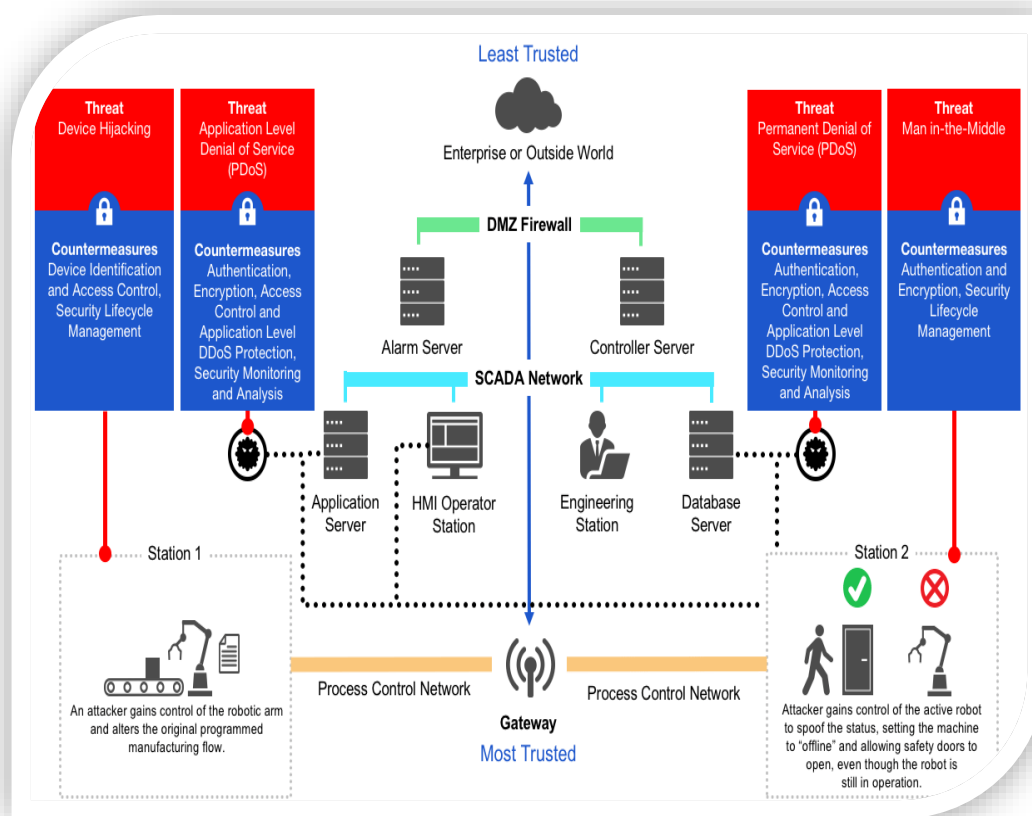 Least Trusted
Threat
Device Hijacking
Countermeasures
Device Identification
and Access Control,
Security Lifecycle
Management
Threat
Application Level
Denial of Service
(PDoS)
Countermeasures
Authentication,
Encryption, Access
Control and
Application Level
DDoS Protection,
Security Monitoring
and Analysis
Enterprise or Outside World
DMZ Firewall
Alarm Server
Controller Server
SCADA Network
Application
Server
HMI Operator
Station
Engineering
Station
Database
Server
Threat
Permanent Denial of
Service (PDoS)
Countermeasures
Authentication,
Encryption, Access
Control and
Application Level
DDoS Protection,
Security Monitoring
and Analysis
Threat
Man in-the-Middle
Countermeasures
Authentication and
Encryption, Security
Lifecycle
Management
Station 1
An attacker gains control of the robotic arm
and alters the original programmed
manufacturing flow.
Process Control Network
Gateway
Most Trusted
Process Control Network
Station 2
Attacker gains control of the active robot
to spoof the status, setting the machine
to “offline” and allowing safety doors to
open, even though the robot is
still in operation.